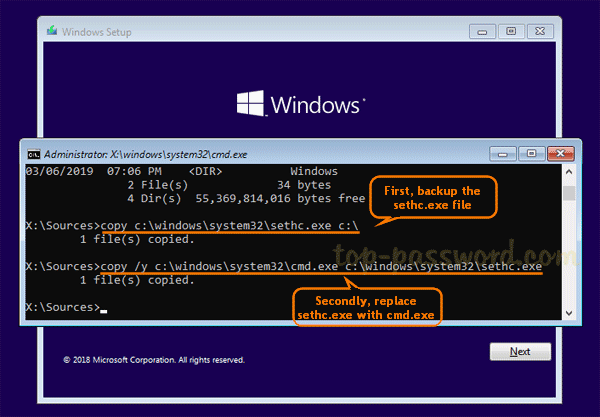 Windows Setup
Windows
Administrator: X:\windows\system32\cmd.exe
03/06/2019  07:06 PM    <DIR>          Windows
2 File(s)             34 bytes
4 Dir(s)  55,369,814,016 bytes free
First, backup the
sethc.exe file
X:\Sources>copy c:\windows\system32\sethc.exe c:\
1 file(s) copied.
top-password.com
X:\Sources>copy /y c:\windows\system32\cmd.exe c:\windows\system32\sethc.exe
1 file(s) copied.
Secondly, replace
sethc.exe with cmd.exe
X:\Sources>_
© 2018 Microsoft Corporation. All rights reserved.
Next